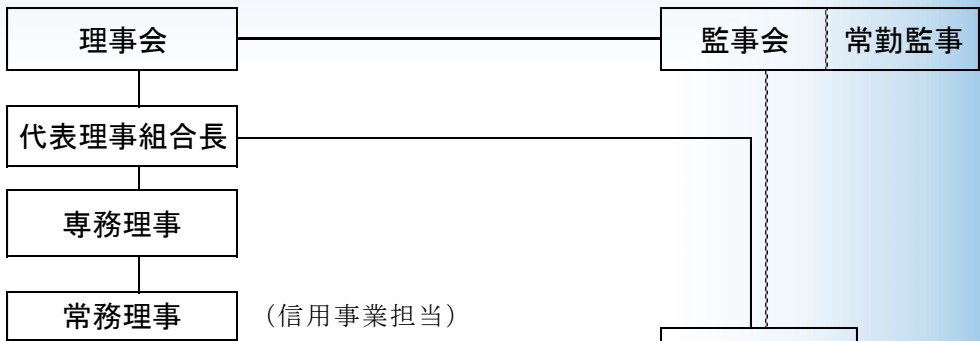 理事会
監事会
常勤監事
代表理事組合長
専務理事
常務理事
（信用事業担当）